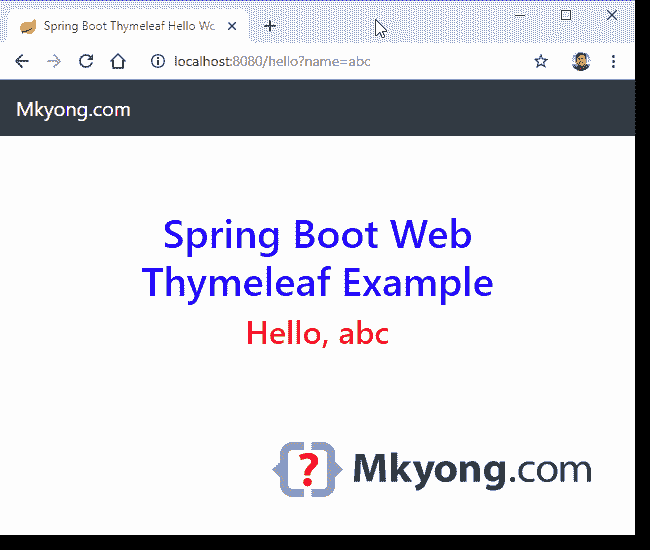 Spring Boot Thymeleaf Hello Wo
localhost:8080/hello?name=abc
Mkyong.com
Spring Boot Web
Thymeleaf Example
Hello, abc
{?} Mkyong.com